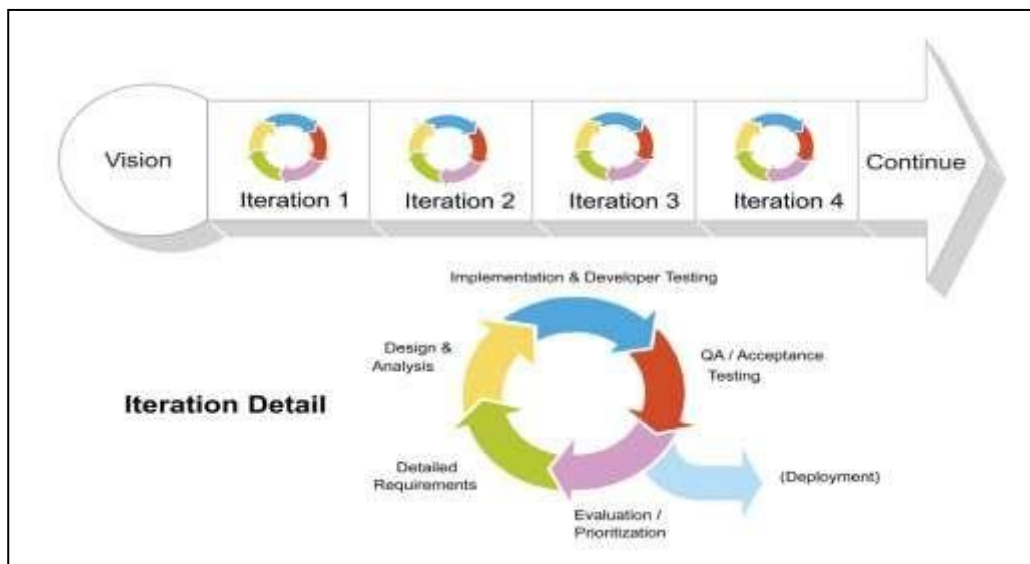 Vision
Iteration 1
Iteration 2
Iteration 3
Iteration 4
Continue
Implementation & Developer Testing
Design &
Analysis
QA / Acceptance
Testing
Iteration Detail
Detailed
Requirements
(Deployment)
Evaluation /
Prioritization